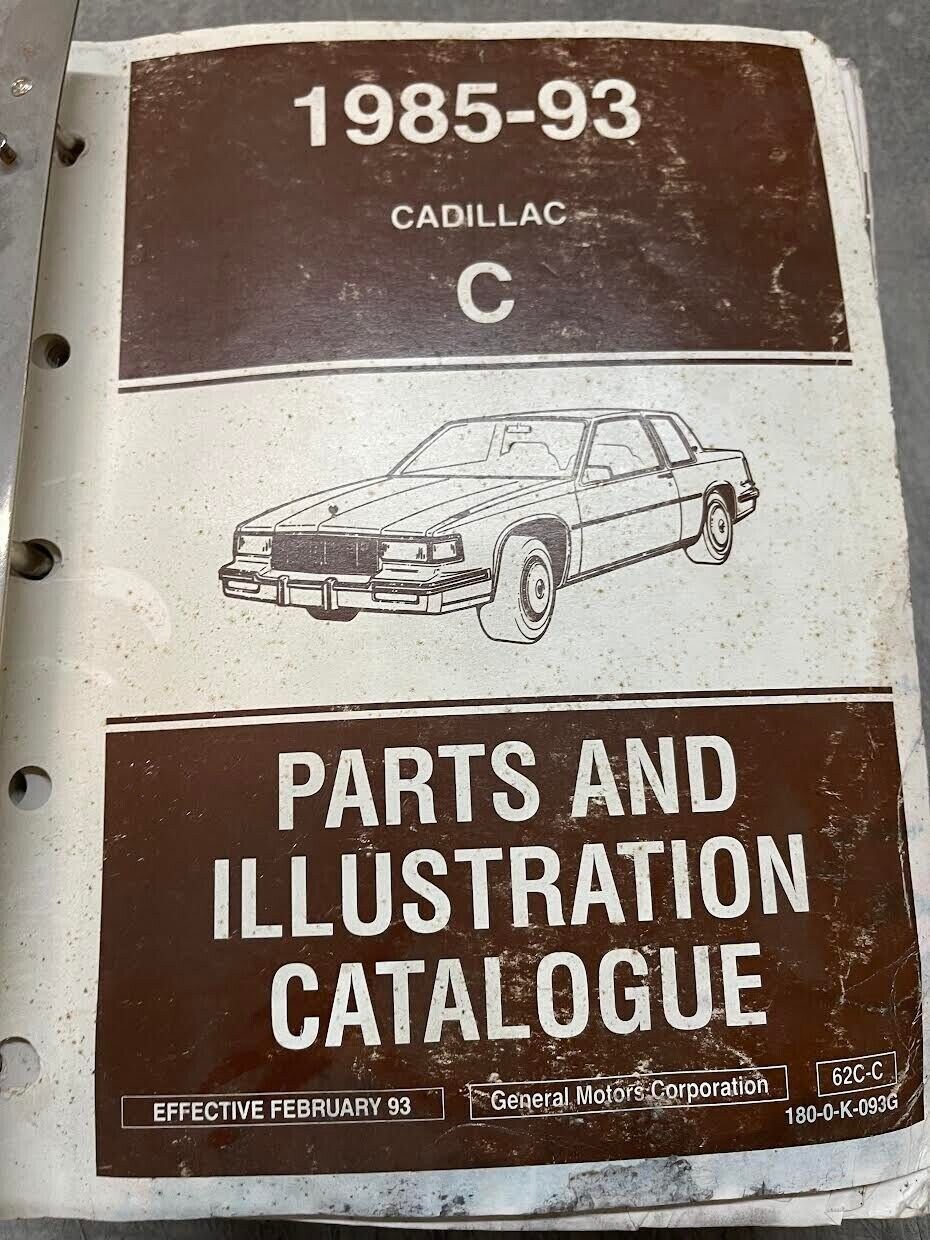 1985-93
CADILLAC
C
PARTS AND
ILLUSTRATION
CATALOGUE
EFFECTIVE FEBRUARY 93
General Motors Corporation
62C-C
180-0-K-093G